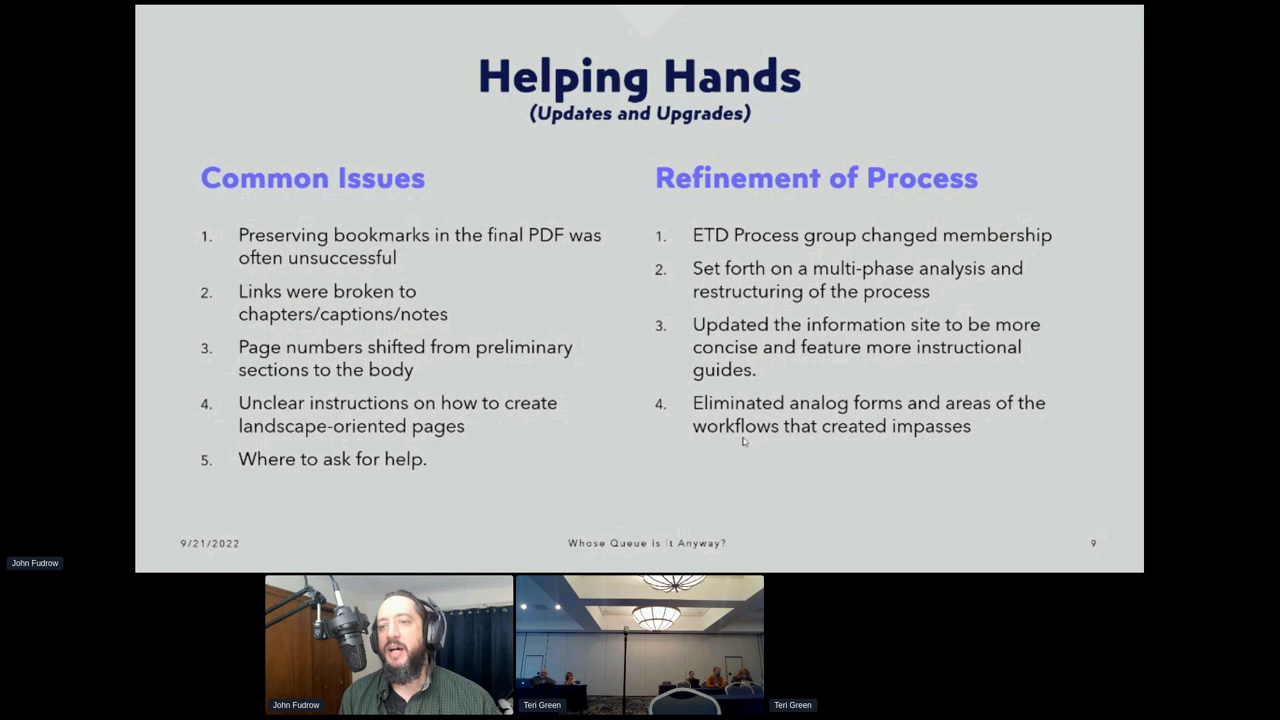 Helping Hands
(Updates and Upgrades)
Common Issues
1. Preserving bookmarks in the final PDF was
often unsuccessful
2. Links were broken to
chapters/captions/notes
3. Page numbers shifted from preliminary
sections to the body
4. Unclear instructions on how to create
landscape-oriented pages
5. Where to ask for help.
Refinement of Process
1. ETD Process group changed membership
2. Set forth on a multi-phase analysis and
restructuring of the process
3. Updated the information site to be more
concise and feature more instructional
guides.
4. Eliminated analog forms and areas of the
workflows that created impasses
9/21/2022
Whose Queue is it Anyway?
9
John Fudrow
John Fudrow
Teri Green
Teri Green